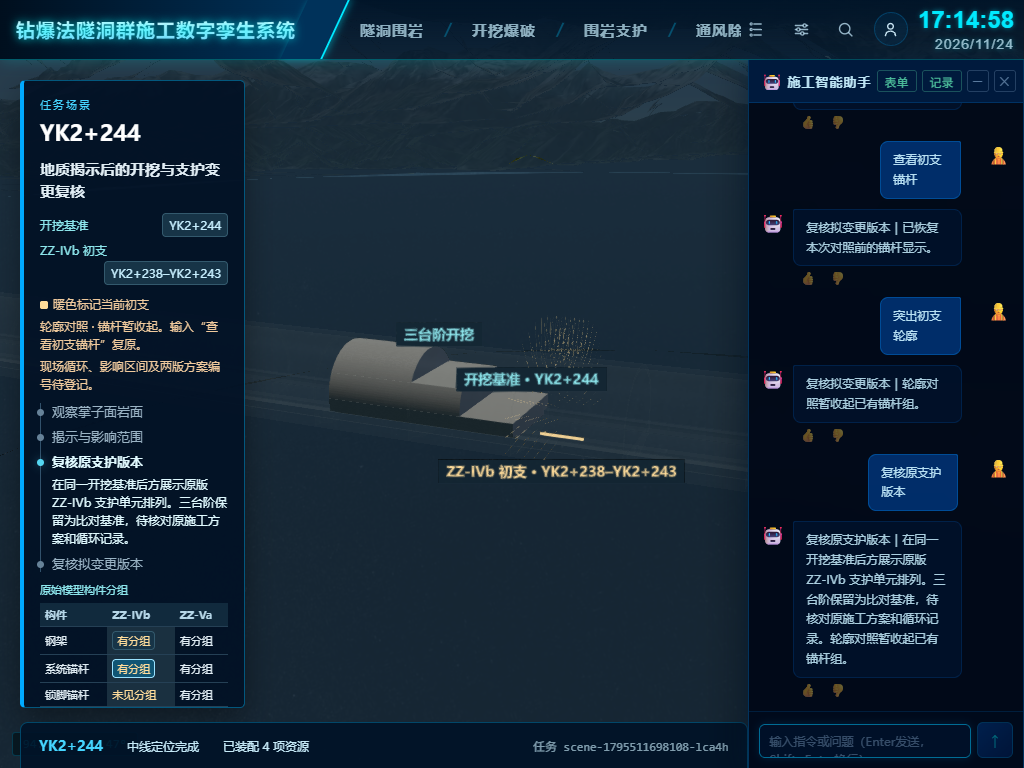 钻爆法隧洞群施工数字孪生系统
隧洞围岩 / 开挖爆破 / 围岩支护 / 通风除
17:14:58
2026/11/24
任务场景
YK2+244
地质揭示后的开挖与支护变
更复核
开挖基准 YK2+244
ZZ-IVb 初支
YK2+238—YK2+243
暖色标记当前初支
轮廓对照 · 锚杆暂收起。输入“查
看初支锚杆”复原。
现场循环、影响区间及两版方案编
号待登记。
观察掌子面岩面
揭示与影响范围
复核原支护版本
在同一开挖基准后方展示原版
ZZ-IVb 支护单元排列。三台阶保
留为比对基准，待核对原施工方
案和循环记录。
复核拟变更版本
原始模型构件分组
构件 ZZ-IVb ZZ-Va
钢架 有分组 有分组
系统锚杆 有分组 有分组
锁脚锚杆 未见分组 有分组
三台阶开挖
开挖基准 · YK2+244
ZZ-IVb 初支 · YK2+238—YK2+243
YK2+244 中线定位完成 已装配 4 项资源 任务 scene-1795511698108-lca4h
施工智能助手 表单 记录
查看初支
锚杆
复核拟变更版本 | 已恢复
本次对照前的锚杆显示。
突出初支
轮廓
复核拟变更版本 | 轮廓对
照暂收起已有锚杆组。
复核原支护
版本
复核原支护版本 | 在同一
开挖基准后方展示原版
ZZ-IVb 支护单元排列。三
台阶保留为比对基准，待
核对原施工方案和循环记
录。轮廓对照暂收起已有
锚杆组。
输入指令或问题（Enter发送，